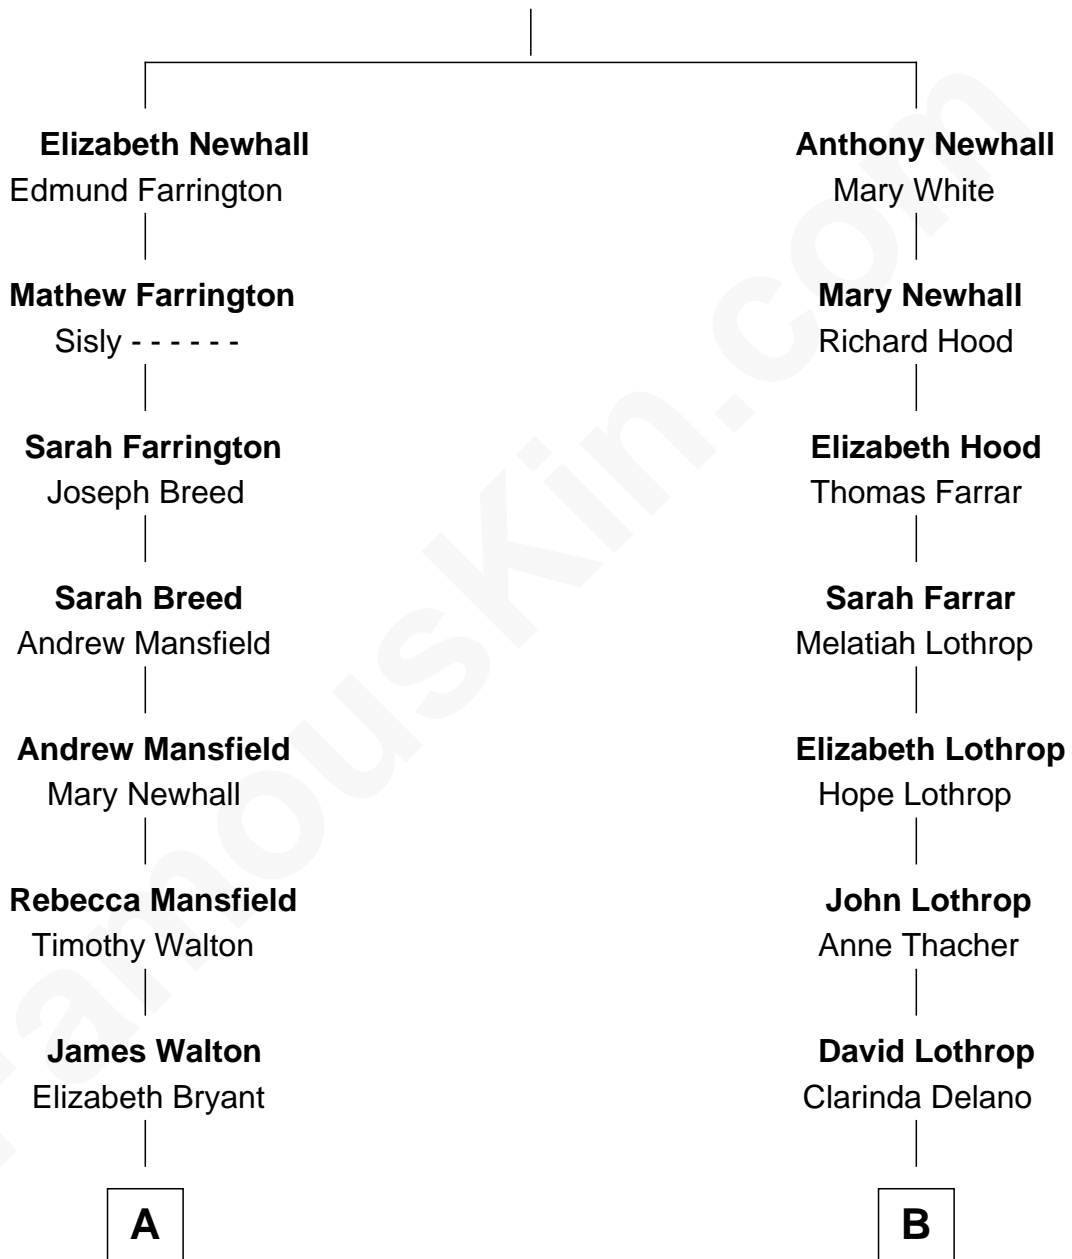 Elizabeth Newhall
Edmund Farrington
Mathew Farrington
Sisly - - - - - -
Sarah Farrington
Joseph Breed
Sarah Breed
Andrew Mansfield
Andrew Mansfield
Mary Newhall
Rebecca Mansfield
Timothy Walton
James Walton
Elizabeth Bryant
A
Anthony Newhall
Mary White
Mary Newhall
Richard Hood
Elizabeth Hood
Thomas Farrar
Sarah Farrar
Melatiah Lothrop
Elizabeth Lothrop
Hope Lothrop
John Lothrop
Anne Thacher
David Lothrop
Clarinda Delano
B
FamousKin.com